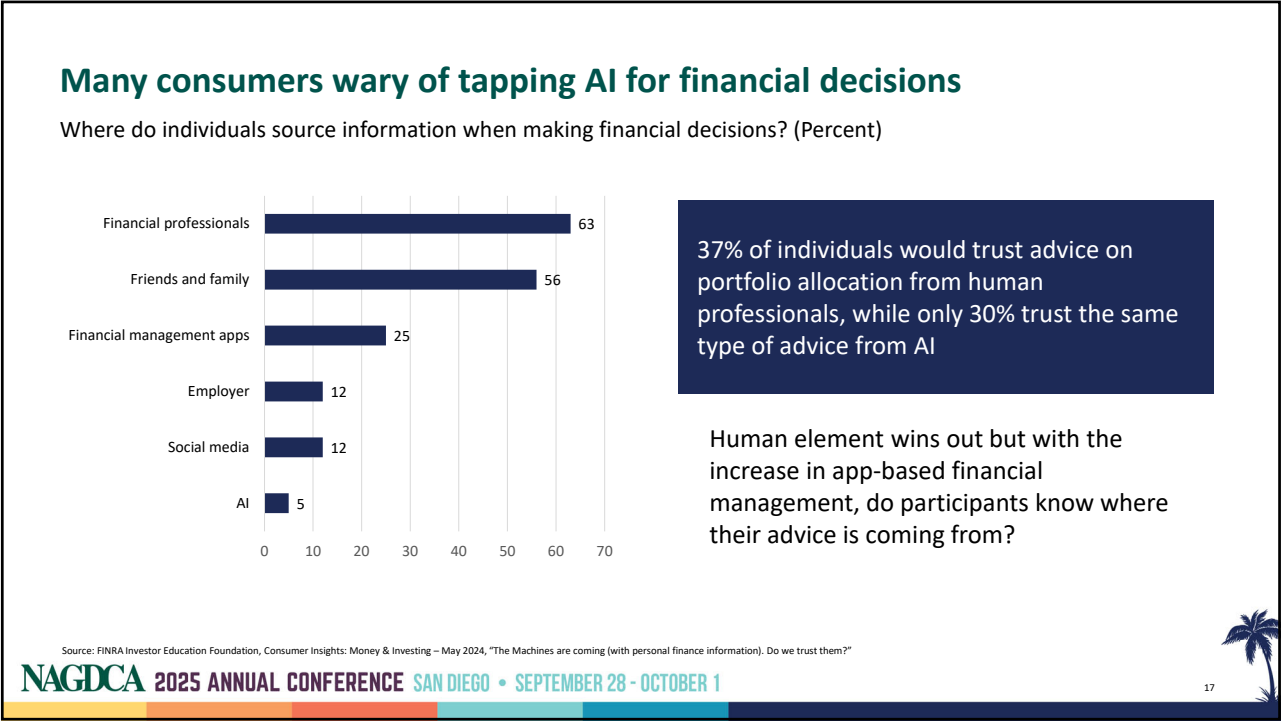 Many consumers wary of tapping AI for financial decisions
Where do individuals source information when making financial decisions? (Percent)
Financial professionals
63
Friends and family
56
Financial management apps
25
Employer
12
Social media
12
AI
5
0 10 20 30 40 50 60 70
37% of individuals would trust advice on
portfolio allocation from human
professionals, while only 30% trust the same
type of advice from AI
Human element wins out but with the
increase in app-based financial
management, do participants know where
their advice is coming from?
Source: FINRA Investor Education Foundation, Consumer Insights: Money & Investing – May 2024, “The Machines are coming (with personal finance information). Do we trust them?”
NAGDCA 2025 ANNUAL CONFERENCE SAN DIEGO • SEPTEMBER 28 - OCTOBER 1
17